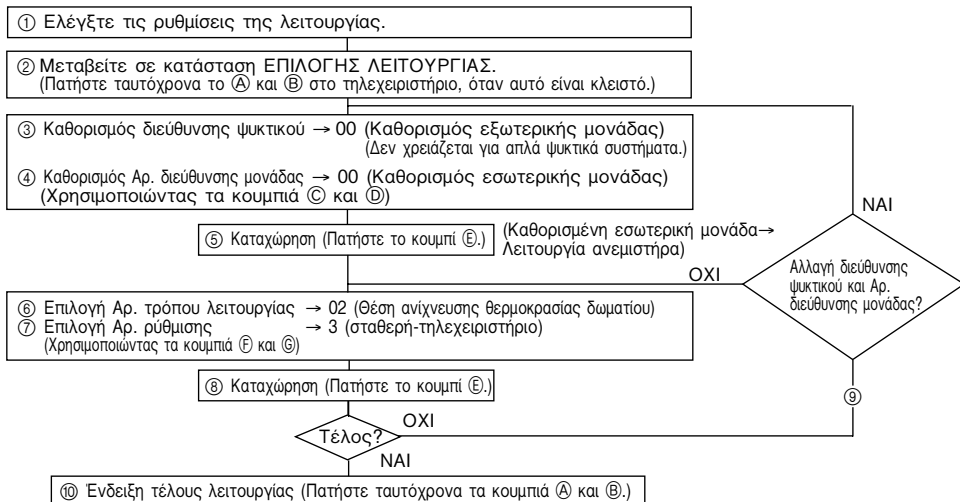 ① Ελέγξτε τις ρυθμίσεις της λειτουργίας.
② Μεταβείτε σε κατάσταση ΕΠΙΛΟΓΗΣ ΛΕΙΤΟΥΡΓΙΑΣ.
(Πατήστε ταυτόχρονα το Ⓐ και Ⓑ στο τηλεχειριστήριο, όταν αυτό είναι κλειστό.)
③ Καθορισμός διεύθυνσης ψυκτικού → 00 (Καθορισμός εξωτερικής μονάδας)
(Δεν χρειάζεται για απλά ψυκτικά συστήματα.)
④ Καθορισμός Αρ. διεύθυνσης μονάδας → 00 (Καθορισμός εσωτερικής μονάδας)
(Χρησιμοποιώντας τα κουμπιά Ⓒ και Ⓓ)
ΝΑΙ
⑤ Καταχώρηση (Πατήστε το κουμπί Ⓔ.)
(Καθορισμένη εσωτερική μονάδα→
Λειτουργία ανεμιστήρα)
ΟΧΙ
Αλλαγή διεύθυνσης
ψυκτικού και Αρ.
διεύθυνσης μονάδας?
⑥ Επιλογή Αρ. τρόπου λειτουργίας → 02 (Θέση ανίχνευσης θερμοκρασίας δωματίου)
⑦ Επιλογή Αρ. ρύθμισης → 3 (σταθερή-τηλεχειριστήριο)
(Χρησιμοποιώντας τα κουμπιά Ⓕ και Ⓖ)
⑧ Καταχώρηση (Πατήστε το κουμπί Ⓔ.)
⑨
Τέλος?
ΟΧΙ
ΝΑΙ
⑩ Ένδειξη τέλους λειτουργίας (Πατήστε ταυτόχρονα τα κουμπιά Ⓐ και Ⓑ.)